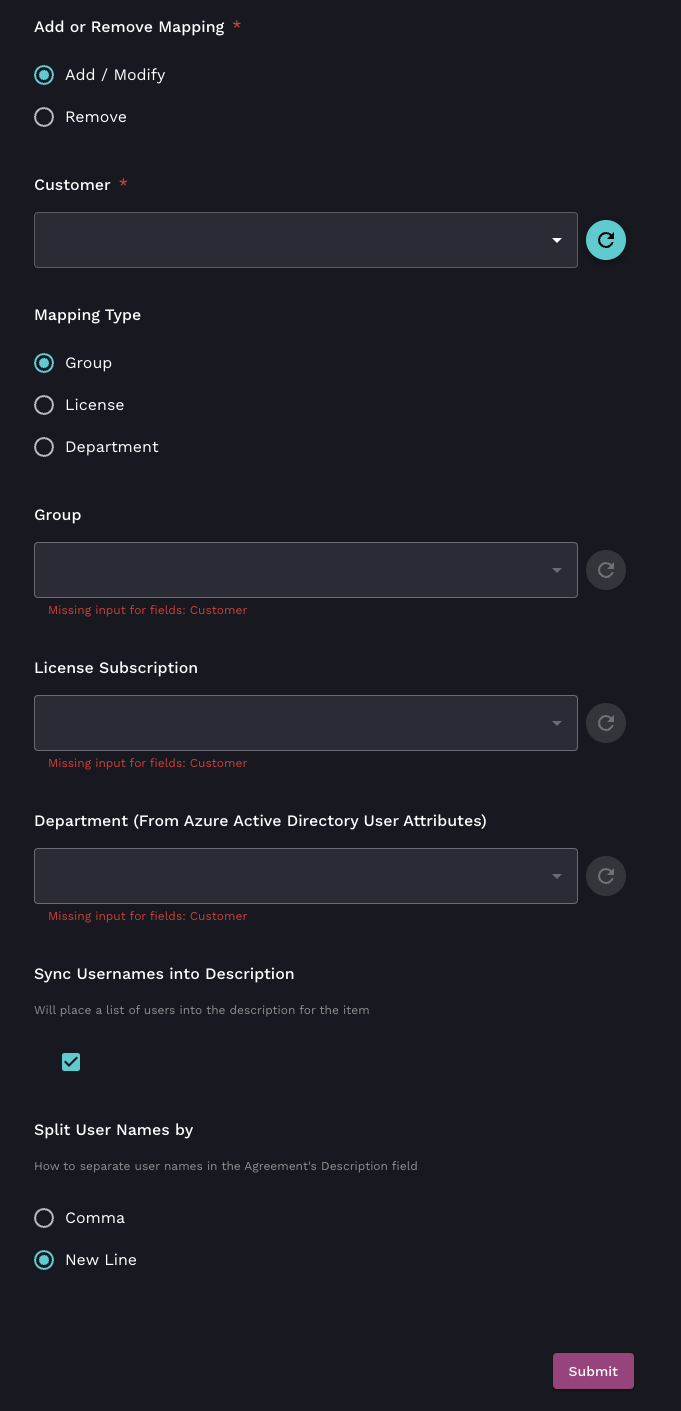 Add or Remove Mapping *
Add / Modify
Remove
Customer *
Mapping Type
Group
License
Department
Group
Missing input for fields: Customer
License Subscription
Missing input for fields: Customer
Department (From Azure Active Directory User Attributes)
Missing input for fields: Customer
Sync Usernames into Description
Will place a list of users into the description for the item
Split User Names by
How to separate user names in the Agreement's Description field
Comma
New Line
Submit